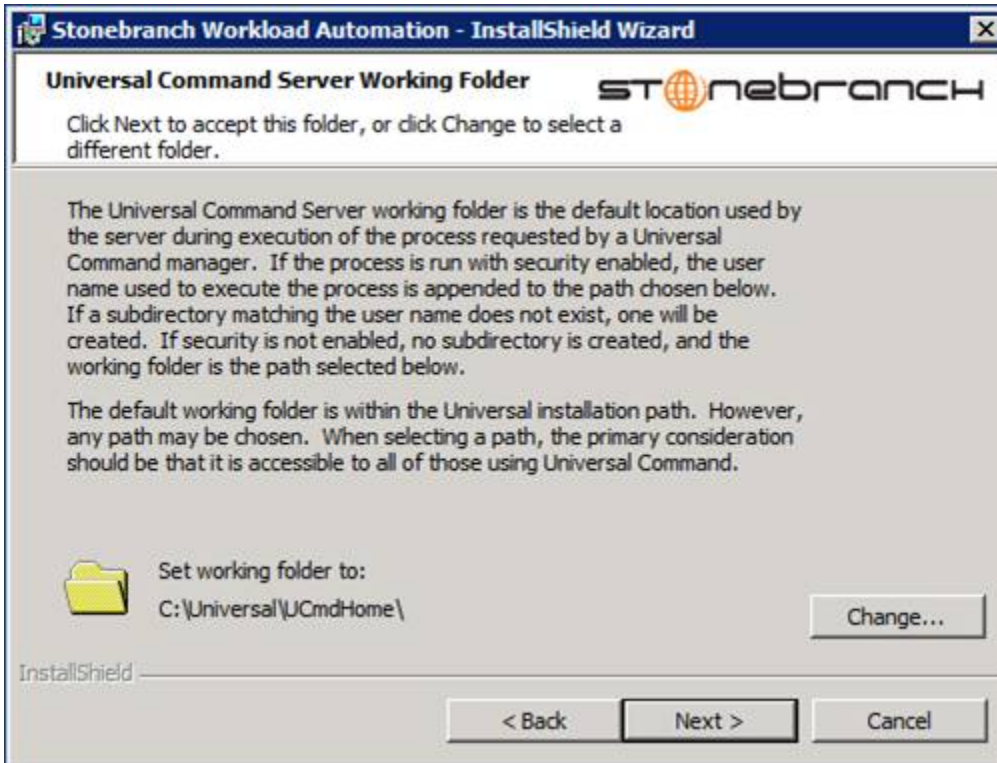 Stonebranch Workload Automation - InstallShield Wizard
Universal Command Server Working Folder
STONEBRANCH
Click Next to accept this folder, or click Change to select a
different folder.
The Universal Command Server working folder is the default location used by
the server during execution of the process requested by a Universal
Command manager.  If the process is run with security enabled, the user
name used to execute the process is appended to the path chosen below.
If a subdirectory matching the user name does not exist, one will be
created.  If security is not enabled, no subdirectory is created, and the
working folder is the path selected below.
The default working folder is within the Universal installation path.  However,
any path may be chosen.  When selecting a path, the primary consideration
should be that it is accessible to all of those using Universal Command.
Set working folder to:
C:\Universal\UCmdHome\
Change...
InstallShield
< Back
Next >
Cancel